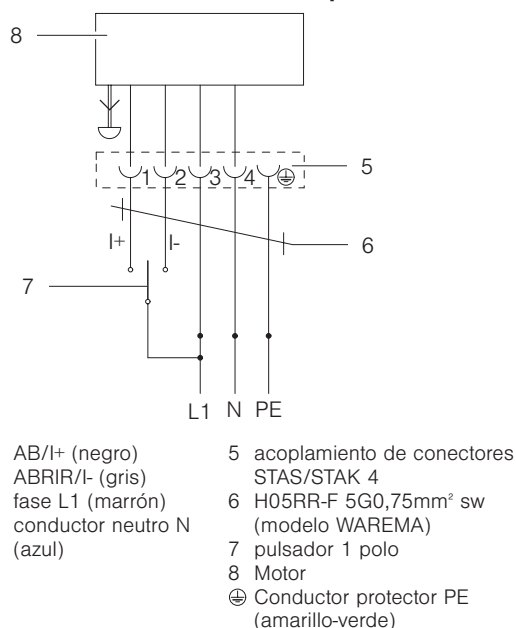 8
1 2 3 4
5
I+ I-
6
7
L1 N PE
AB/I+ (negro)
ABRIR/I- (gris)
fase L1 (marrón)
conductor neutro N
(azul)
5 acoplamiento de conectores
STAS/STAK 4
6 H05RR-F 5G0,75mm² sw
(modelo WAREMA)
7 pulsador 1 polo
8 Motor
Conductor protector PE
(amarillo-verde)